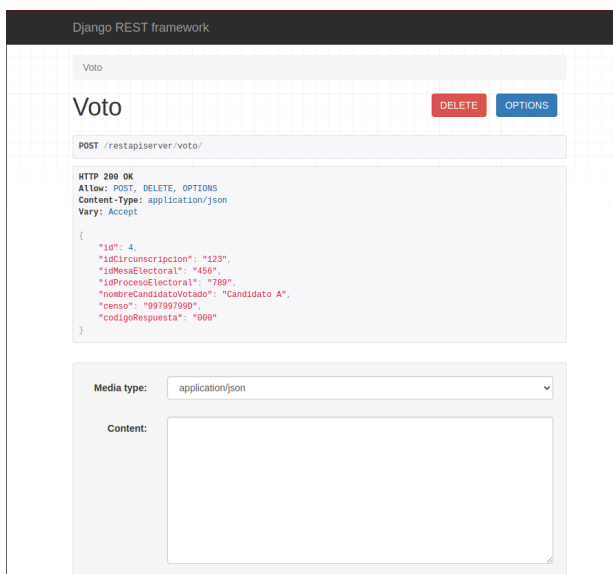 Django REST framework
Voto
Voto
DELETE
OPTIONS
POST /restapiserver/voto/
HTTP 200 OK
Allow: POST, DELETE, OPTIONS
Content-Type: application/json
Vary: Accept
{
"id": 4,
"idCircunscripcion": "123",
"idMesaElectoral": "456",
"idProcesoElectoral": "789",
"nombreCandidatoVotado": "Candidato A",
"censo": "99799799D",
"codigoRespuesta": "000"
}
Media type:
application/json
Content: